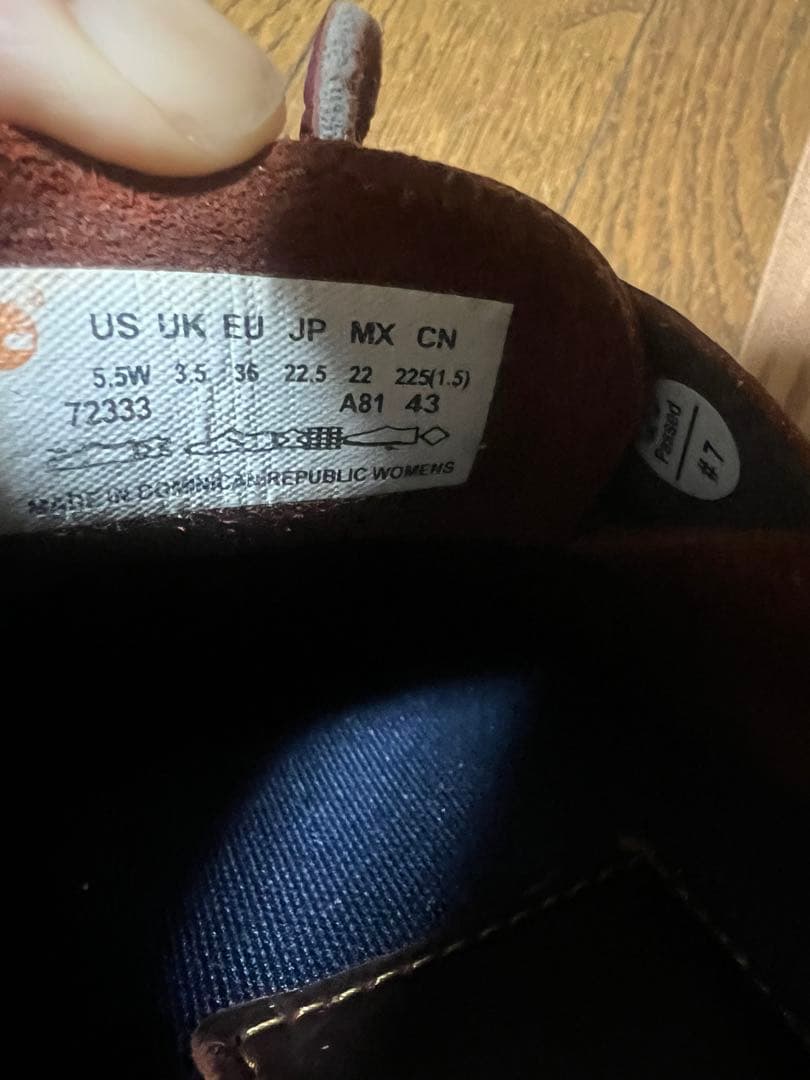 US UK EU JP MX CN
5.5W 3.5 36 22.5 22 225(1.5)
72333 A81 43
MADE IN DOMINICAN REPUBLIC WOMENS
Passed
#7